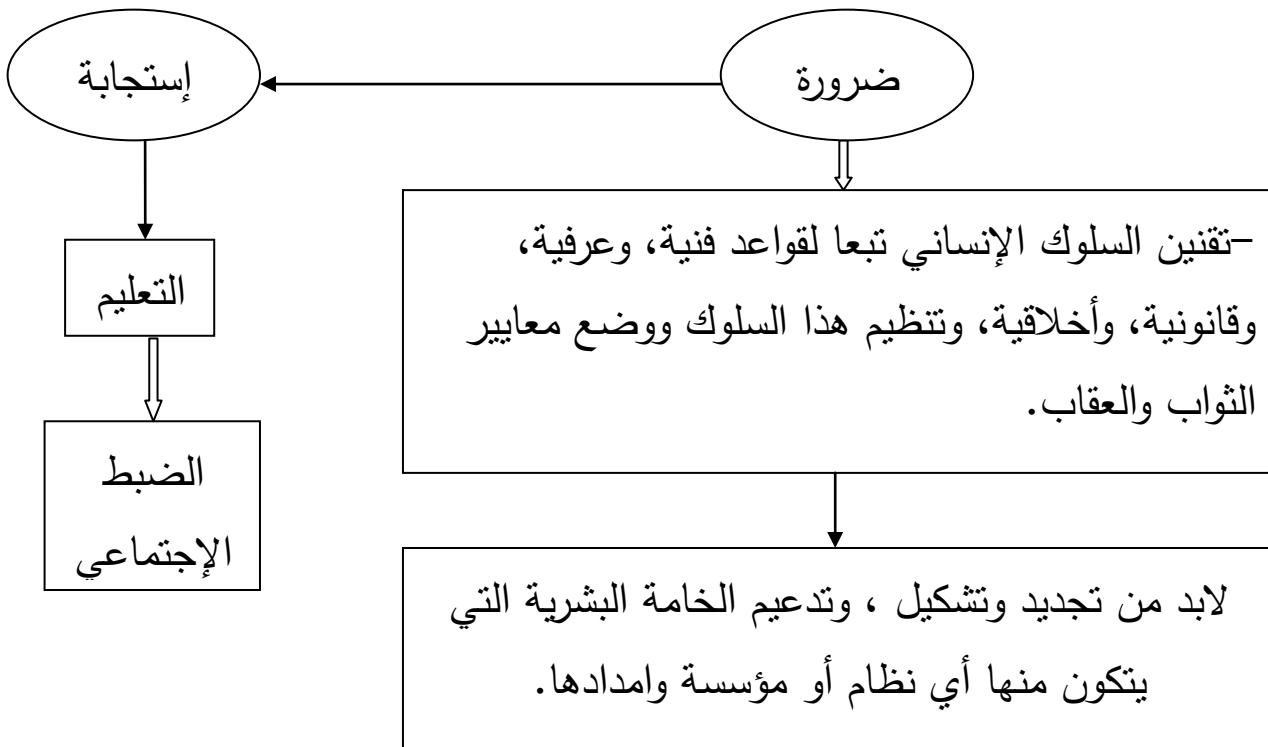 ضرورة
إستجابة
–تقنين السلوك الإنساني تبعا لقواعد فنية، وعرفية،
وقانونية، وأخلاقية، وتنظيم هذا السلوك ووضع معايير
الثواب والعقاب.
التعليم
الضبط
الإجتماعي
لابد من تجديد وتشكيل ، وتدعيم الخامة البشرية التي
يتكون منها أي نظام أو مؤسسة وامدادها.